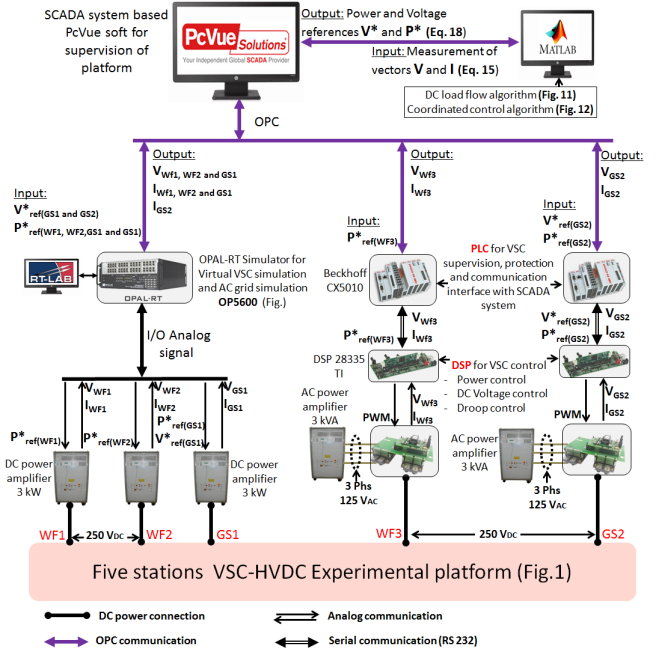 SCADA system based
PcVue soft for
supervision of
platform
PcVue
Solutions®
Your Independent Global SCADA Provider
Output: Power and Voltage
references V* and P* (Eq. 18)
Input: Measurement of
vectors V and I (Eq. 15)
MATLAB
DC load flow algorithm (Fig. 11)
Coordinated control algorithm (Fig. 12)
OPC
Input:
V*ref(GS1 and GS2)
P*ref(WF1, WF2,GS1 and GS1)
Output:
VWf1, WF2 and GS1
IWf1, WF2 and GS1
IGS2
Output:
VWf3
IWf3
Input:
P*ref(WF3)
Output:
VGS2
IGS2
Input:
V*ref(GS2)
P*ref(GS2)
RT-LAB
OPAL-RT
OPAL-RT Simulator for
Virtual VSC simulation
and AC grid simulation
OP5600 (Fig.)
Beckhoff
CX5010
PLC for VSC
supervision, protection
and communication
interface with SCADA
system
I/O Analog
signal
P*ref(WF3)
VWf3
IWf3
V*ref(GS2)
P*ref(GS2)
VGS2
IGS2
DSP 28335
TI
DSP for VSC control
- Power control
- DC Voltage control
- Droop control
P*ref(WF1)
VWF1
IWF1
P*ref(WF2)
VWF2
IWF2
P*ref(GS1)
V*ref(GS1)
VGS1
IGS1
AC power
amplifier
3 kVA
PWM
VWf3
IWf3
3 Phs
125 VAC
AC power
amplifier
3 kVA
PWM
VGS2
IGS2
3 Phs
125 VAC
DC power
amplifier
3 kW
DC power
amplifier
3 kW
WF1
250 VDC
WF2
GS1
WF3
250 VDC
GS2
Five stations VSC-HVDC Experimental platform (Fig.1)
DC power connection
Analog communication
OPC communication
Serial communication (RS 232)